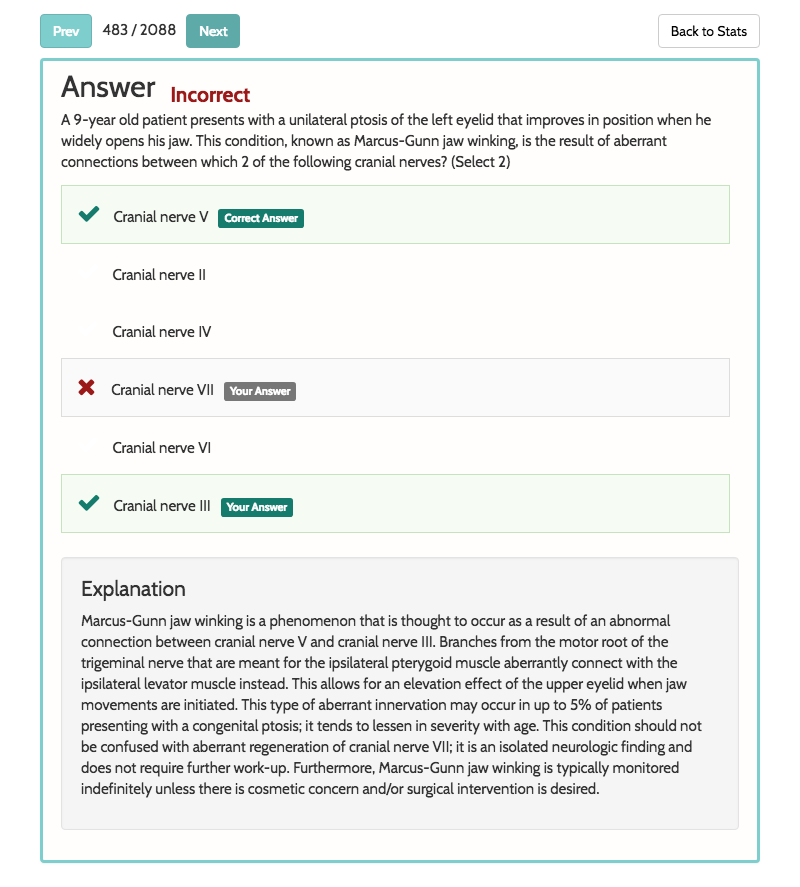 Prev 483 / 2088 Next Back to Stats
Answer Incorrect
A 9-year old patient presents with a unilateral ptosis of the left eyelid that improves in position when he
widely opens his jaw. This condition, known as Marcus-Gunn jaw winking, is the result of aberrant
connections between which 2 of the following cranial nerves? (Select 2)
Cranial nerve V Correct Answer
Cranial nerve II
Cranial nerve IV
Cranial nerve VII Your Answer
Cranial nerve VI
Cranial nerve III Your Answer
Explanation
Marcus-Gunn jaw winking is a phenomenon that is thought to occur as a result of an abnormal
connection between cranial nerve V and cranial nerve III. Branches from the motor root of the
trigeminal nerve that are meant for the ipsilateral pterygoid muscle aberrantly connect with the
ipsilateral levator muscle instead. This allows for an elevation effect of the upper eyelid when jaw
movements are initiated. This type of aberrant innervation may occur in up to 5% of patients
presenting with a congenital ptosis; it tends to lessen in severity with age. This condition should not
be confused with aberrant regeneration of cranial nerve VII; it is an isolated neurologic finding and
does not require further work-up. Furthermore, Marcus-Gunn jaw winking is typically monitored
indefinitely unless there is cosmetic concern and/or surgical intervention is desired.